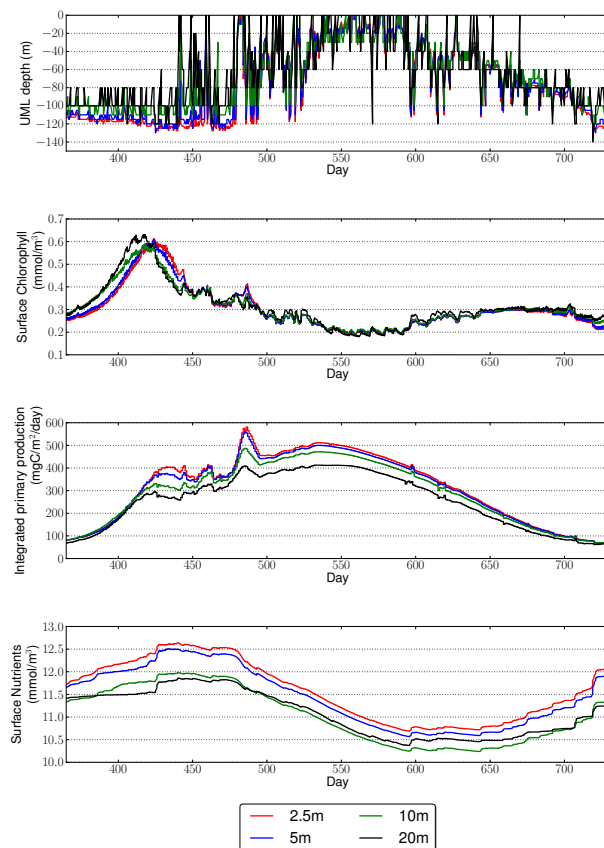 UML depth (m)
0
−20
−40
−60
−80
−100
−120
−140
400 450 500 550 600 650 700
Day
Surface Chlorophyll
(mmol/m³)
0.7
0.6
0.5
0.4
0.3
0.2
0.1
400 450 500 550 600 650 700
Day
Integrated primary production
(mgC/m²/day)
600
500
400
300
200
100
0
400 450 500 550 600 650 700
Day
Surface Nutrients
(mmol/m³)
13.0
12.5
12.0
11.5
11.0
10.5
10.0
400 450 500 550 600 650 700
Day
2.5m 10m
5m 20m